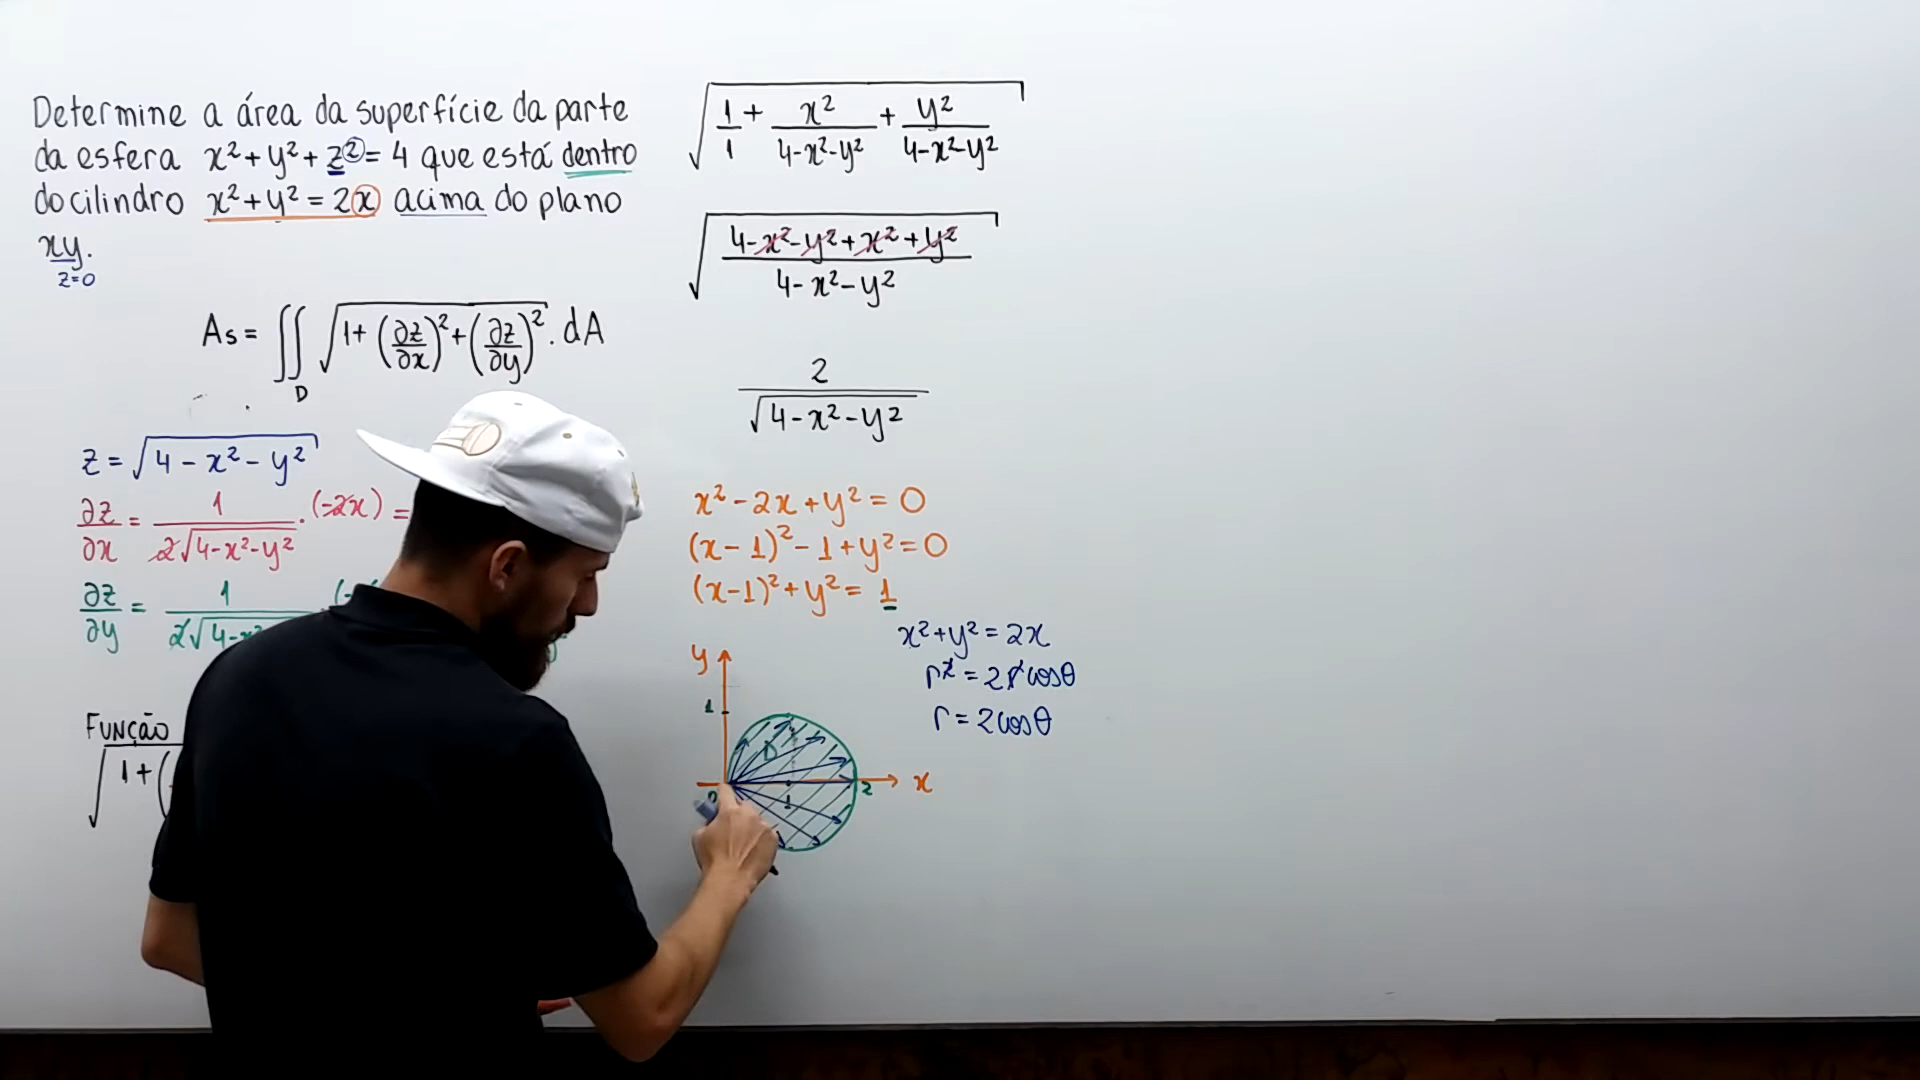 Determine a área da superfície da parte
da esfera x²+y²+z²=4 que está dentro
do cilindro x²+y²=2x acima do plano
xy.
z=0
As = ∬ √(1+(∂z/∂x)²+(∂z/∂y)²) . dA
D
z = √(4-x²-y²)
∂z/∂x = 1/(2√(4-x²-y²)) . (-2x) =
∂z/∂y = 1/(2√(4-x²
FUNÇÃO
√ 1+(
√(1/1 + x²/(4-x²-y²) + y²/(4-x²-y²))
√((4-x²-y²+x²+y²)/(4-x²-y²))
2/√(4-x²-y²)
x²-2x+y²=0
(x-1)²-1+y²=0
(x-1)²+y²=1
x²+y²=2x
r²=2r cosθ
r=2cosθ
y
1
D
1
2
x